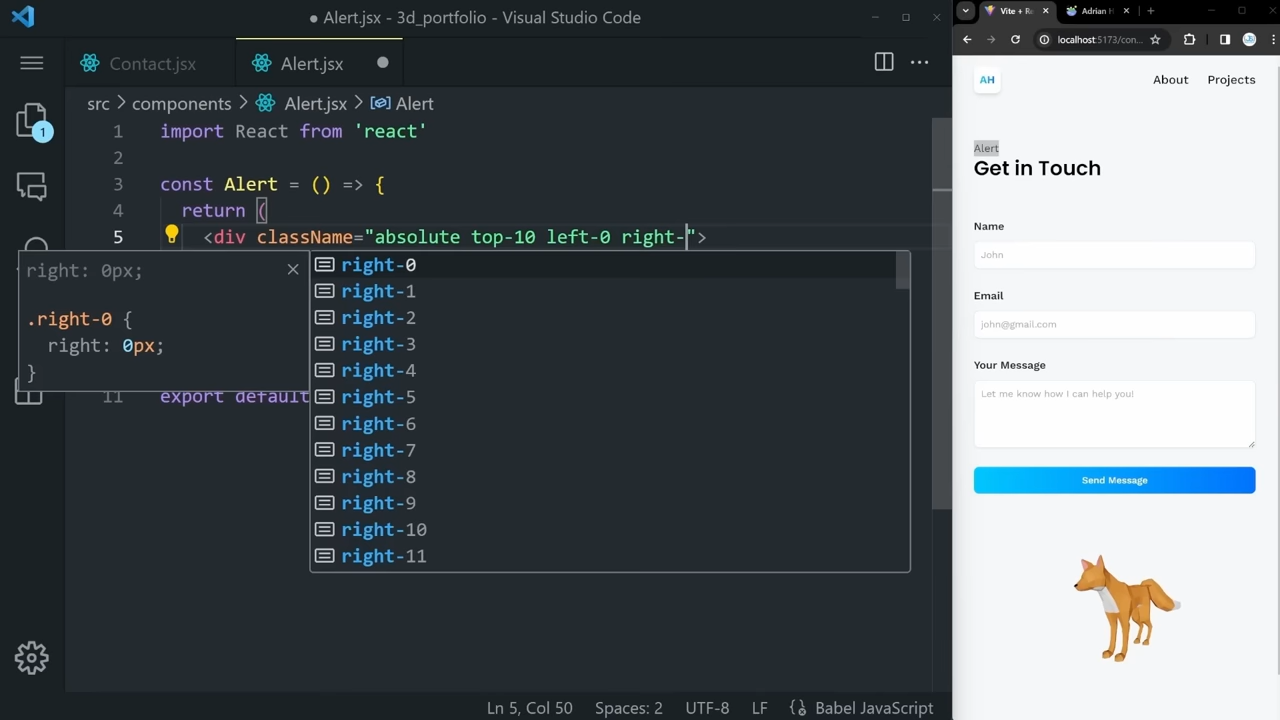 Alert.jsx - 3d_portfolio - Visual Studio Code
Contact.jsx
Alert.jsx
src > components > Alert.jsx > Alert
1 import React from 'react'
2
3 const Alert = () => {
4 return (
5 <div className="absolute top-10 left-0 right-">
right: 0px;
.right-0 {
right: 0px;
}
right-0
right-1
right-2
right-3
right-4
right-5
right-6
right-7
right-8
right-9
right-10
right-11
11 export default
1
Ln 5, Col 50
Spaces: 2
UTF-8
LF
Babel JavaScript
Vite + Re
Adrian H
localhost:5173/con...
AH
About
Projects
Alert
Get in Touch
Name
John
Email
john@gmail.com
Your Message
Let me know how I can help you!
Send Message